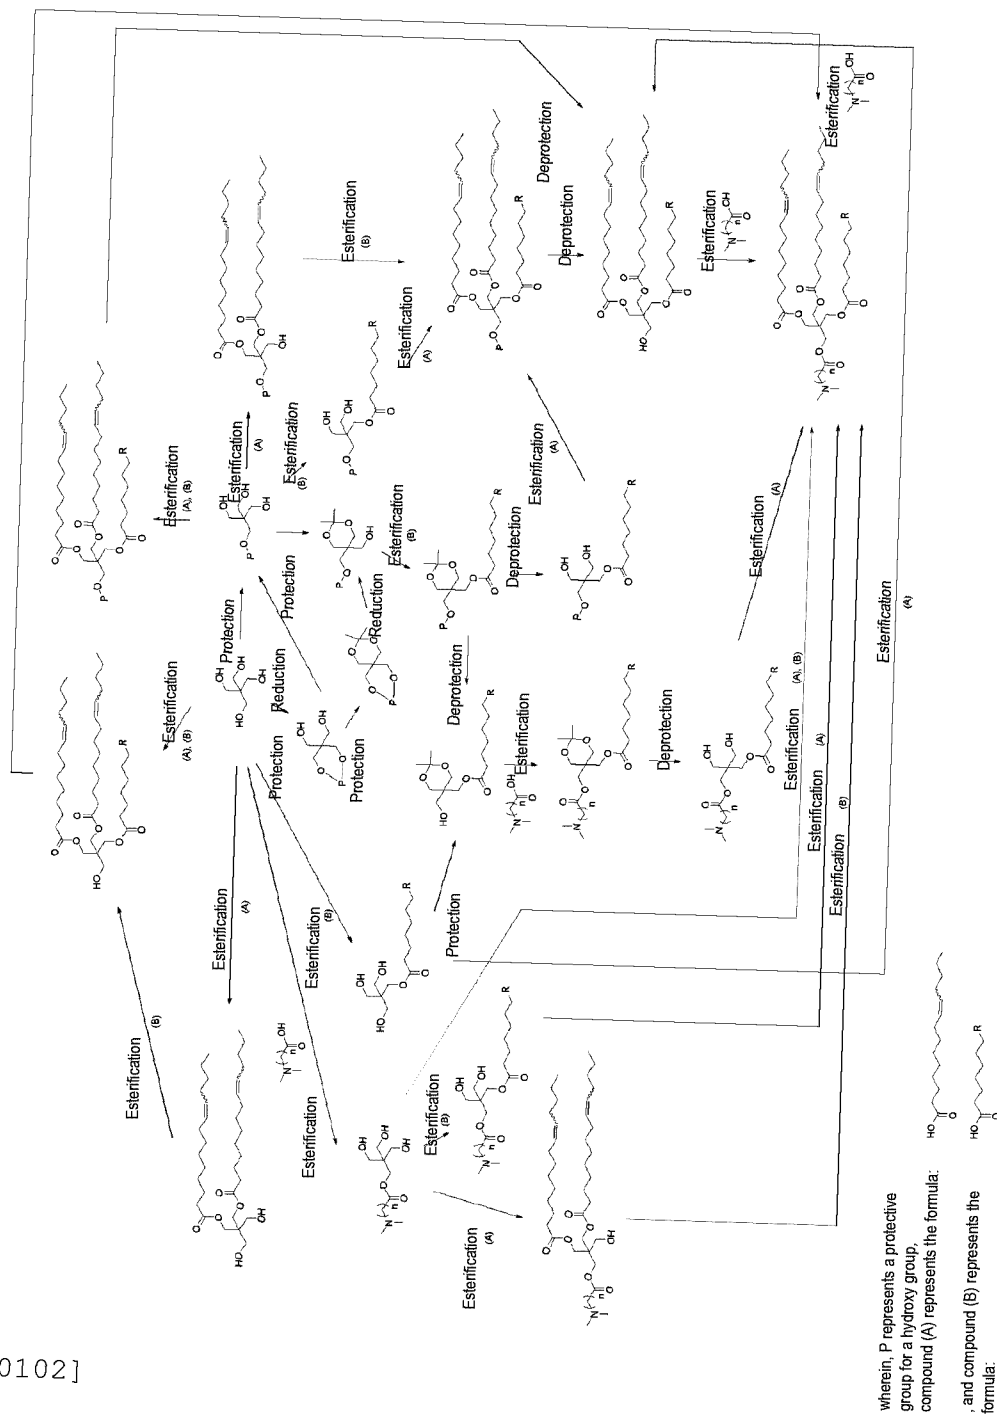 0102]
Esterification
(B)
Esterification
(A), (B)
Esterification
(A), (B)
Esterification
(A)
Esterification
(B)
Esterification
(A)
Esterification
(B)
Protection
Protection
Reduction
Protection
Protection
Reduction
Esterification
(B)
Deprotection
Deprotection
Esterification
(A)
Deprotection
Deprotection
Esterification
Esterification
Esterification
(A)
Esterification
(B)
Esterification
Esterification
(B)
Esterification
(A)
Protection
Esterification
Deprotection
Esterification
(A)
Esterification
(A), (B)
Esterification
(A)
Esterification
(B)
Esterification
(A)
wherein, P represents a protective
group for a hydroxy group,
compound (A) represents the formula:
, and compound (B) represents the
formula: